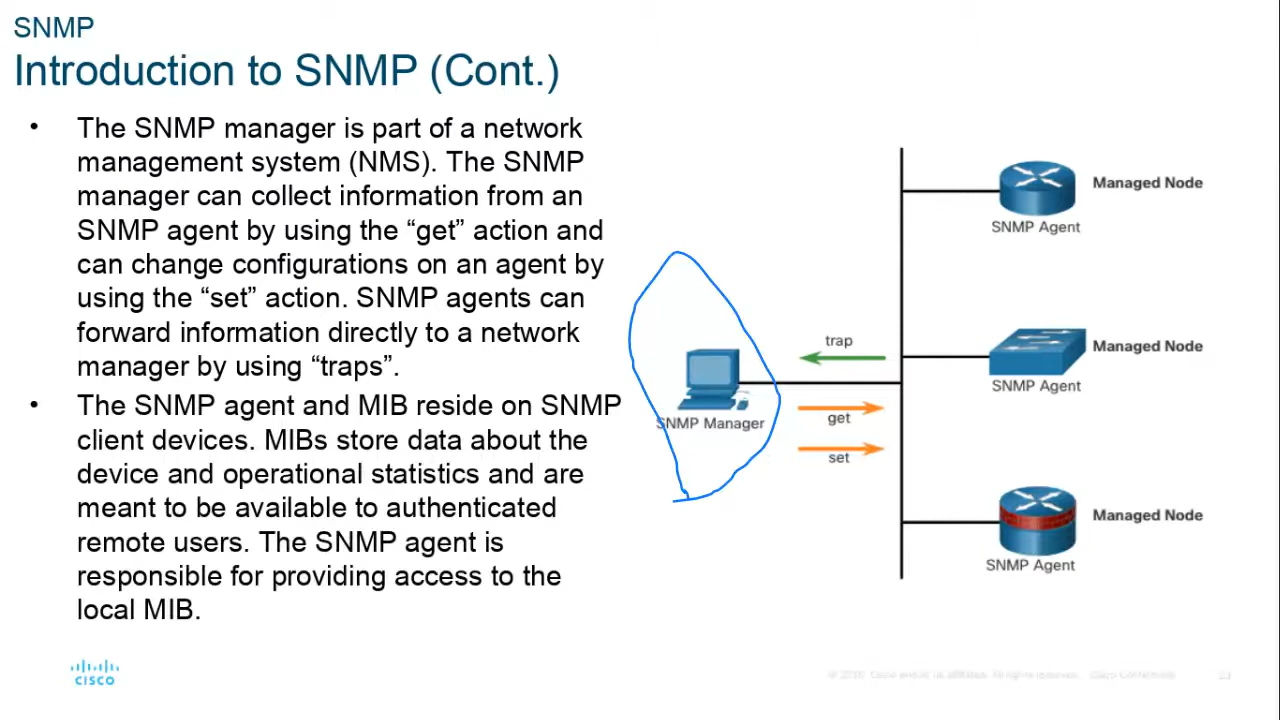 SNMP
Introduction to SNMP (Cont.)
• The SNMP manager is part of a network
management system (NMS). The SNMP
manager can collect information from an
SNMP agent by using the “get” action and
can change configurations on an agent by
using the “set” action. SNMP agents can
forward information directly to a network
manager by using “traps”.
• The SNMP agent and MIB reside on SNMP
client devices. MIBs store data about the
device and operational statistics and are
meant to be available to authenticated
remote users. The SNMP agent is
responsible for providing access to the
local MIB.
Managed Node
SNMP Agent
trap
Managed Node
SNMP Agent
SNMP Manager
get
set
Managed Node
SNMP Agent
CISCO